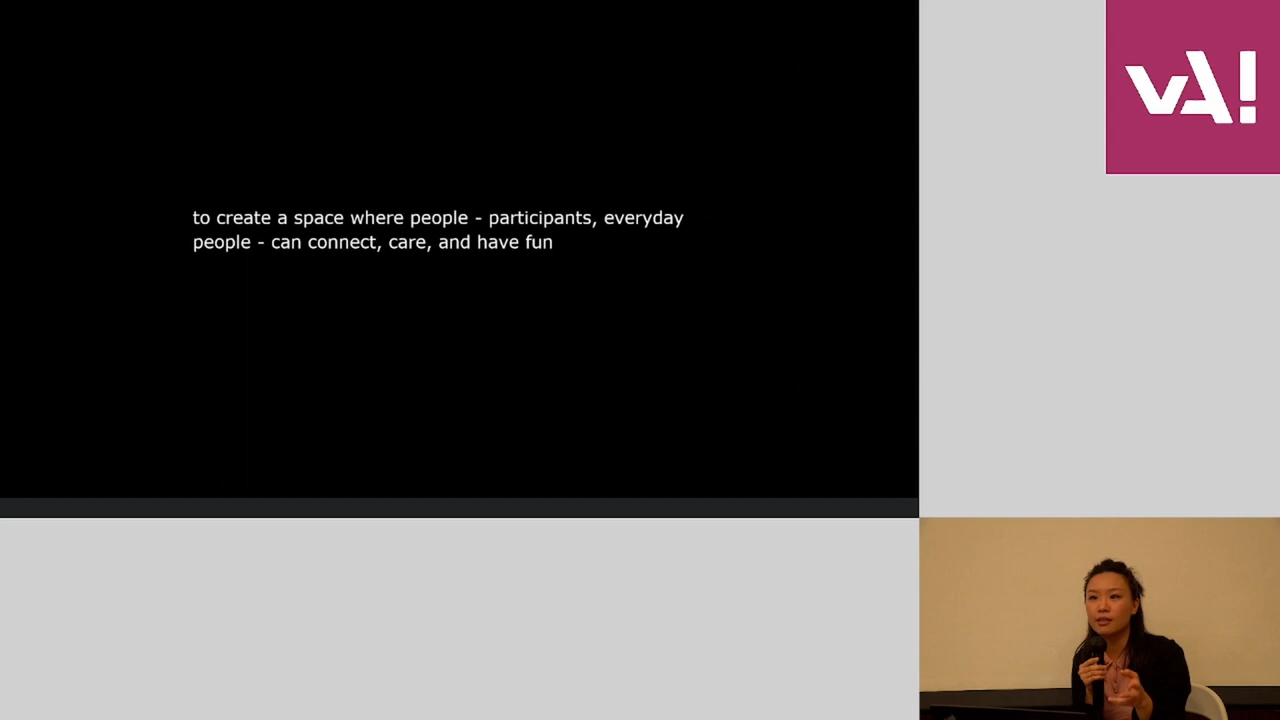 to create a space where people - participants, everyday
people - can connect, care, and have fun
vA!